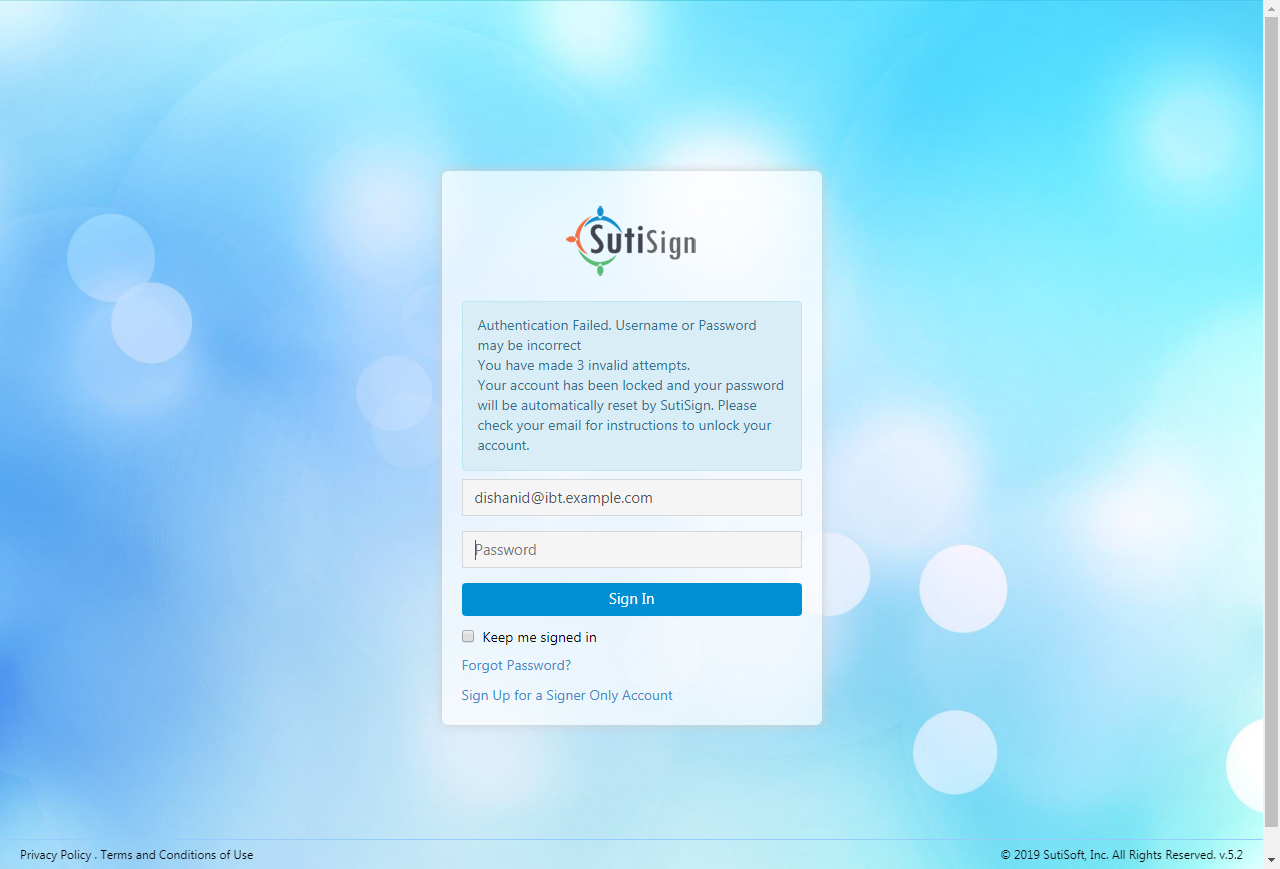 SutiSign
Authentication Failed. Username or Password
may be incorrect
You have made 3 invalid attempts.
Your account has been locked and your password
will be automatically reset by SutiSign. Please
check your email for instructions to unlock your
account.
dishanid@ibt.example.com
Password
Sign In
Keep me signed in
Forgot Password?
Sign Up for a Signer Only Account
Privacy Policy . Terms and Conditions of Use
© 2019 SutiSoft, Inc. All Rights Reserved. v.5.2